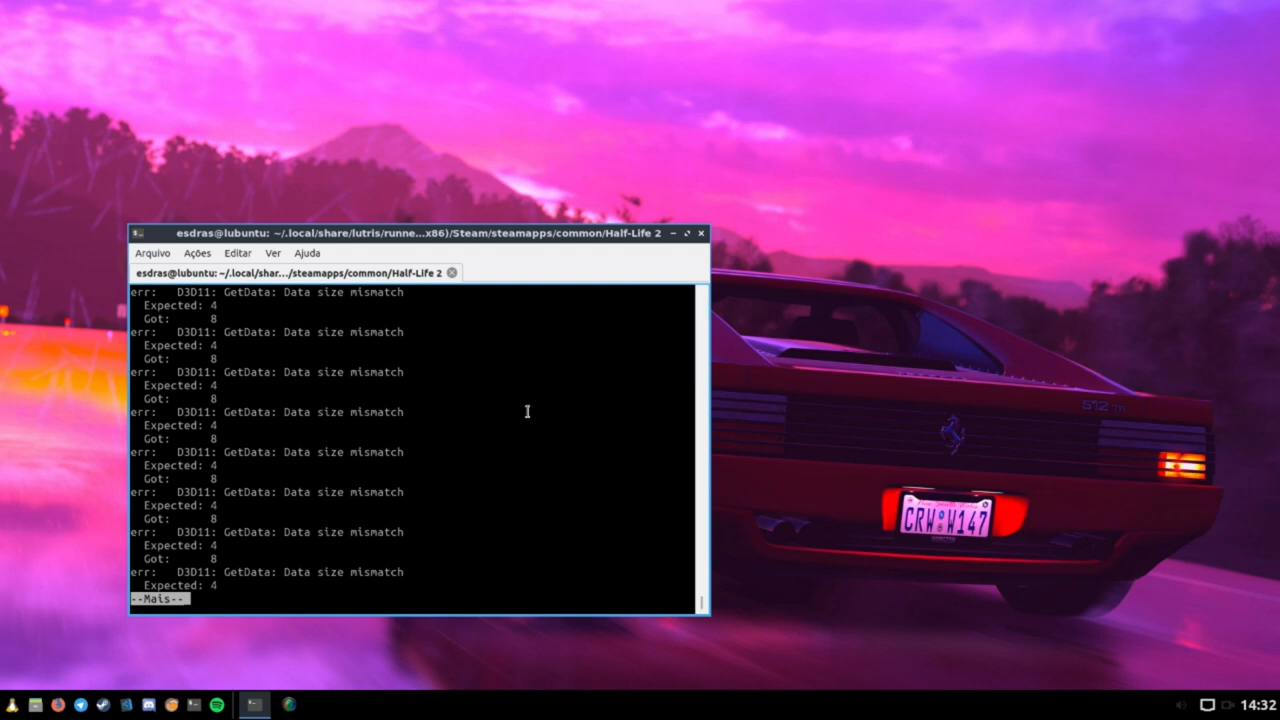 esdras@lubuntu: ~/.local/share/lutris/runne...x86)/Steam/steamapps/common/Half-Life 2
Arquivo Ações Editar Ver Ajuda
esdras@lubuntu: ~/.local/shar.../steamapps/common/Half-Life 2
err: D3D11: GetData: Data size mismatch
Expected: 4
Got: 8
err: D3D11: GetData: Data size mismatch
Expected: 4
Got: 8
err: D3D11: GetData: Data size mismatch
Expected: 4
Got: 8
err: D3D11: GetData: Data size mismatch
Expected: 4
Got: 8
err: D3D11: GetData: Data size mismatch
Expected: 4
Got: 8
err: D3D11: GetData: Data size mismatch
Expected: 4
Got: 8
err: D3D11: GetData: Data size mismatch
Expected: 4
Got: 8
err: D3D11: GetData: Data size mismatch
Expected: 4
--Mais--
512 TR
CRW W147
14:32